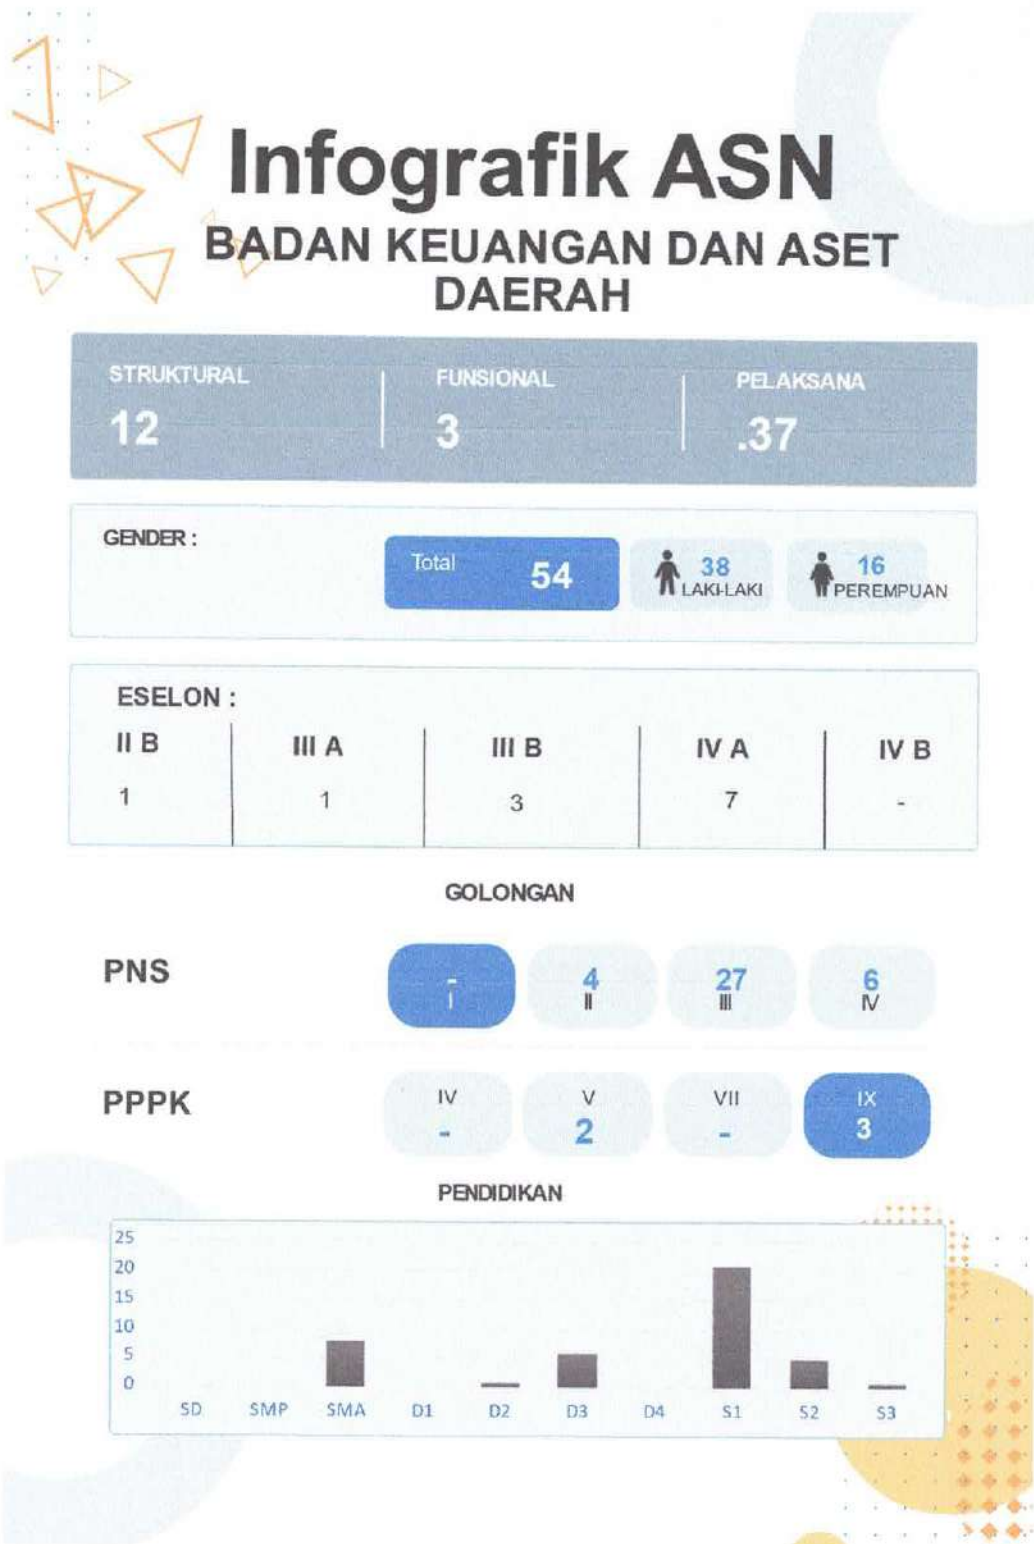 Infografik ASN
BADAN KEUANGAN DAN ASET
DAERAH
STRUKTURAL FUNSIONAL PELAKSANA
12 3 .37
GENDER :
Total 54 38 16
LAKI-LAKI PEREMPUAN
ESELON :
II B III A III B IV A IV B
1 1 3 7 -
GOLONGAN
PNS
- 4 27 6
I II III IV
PPPK
IV V VII IX
- 2 - 3
PENDIDIKAN
25
20
15
10
5
0
SD SMP SMA D1 D2 D3 D4 S1 S2 S3